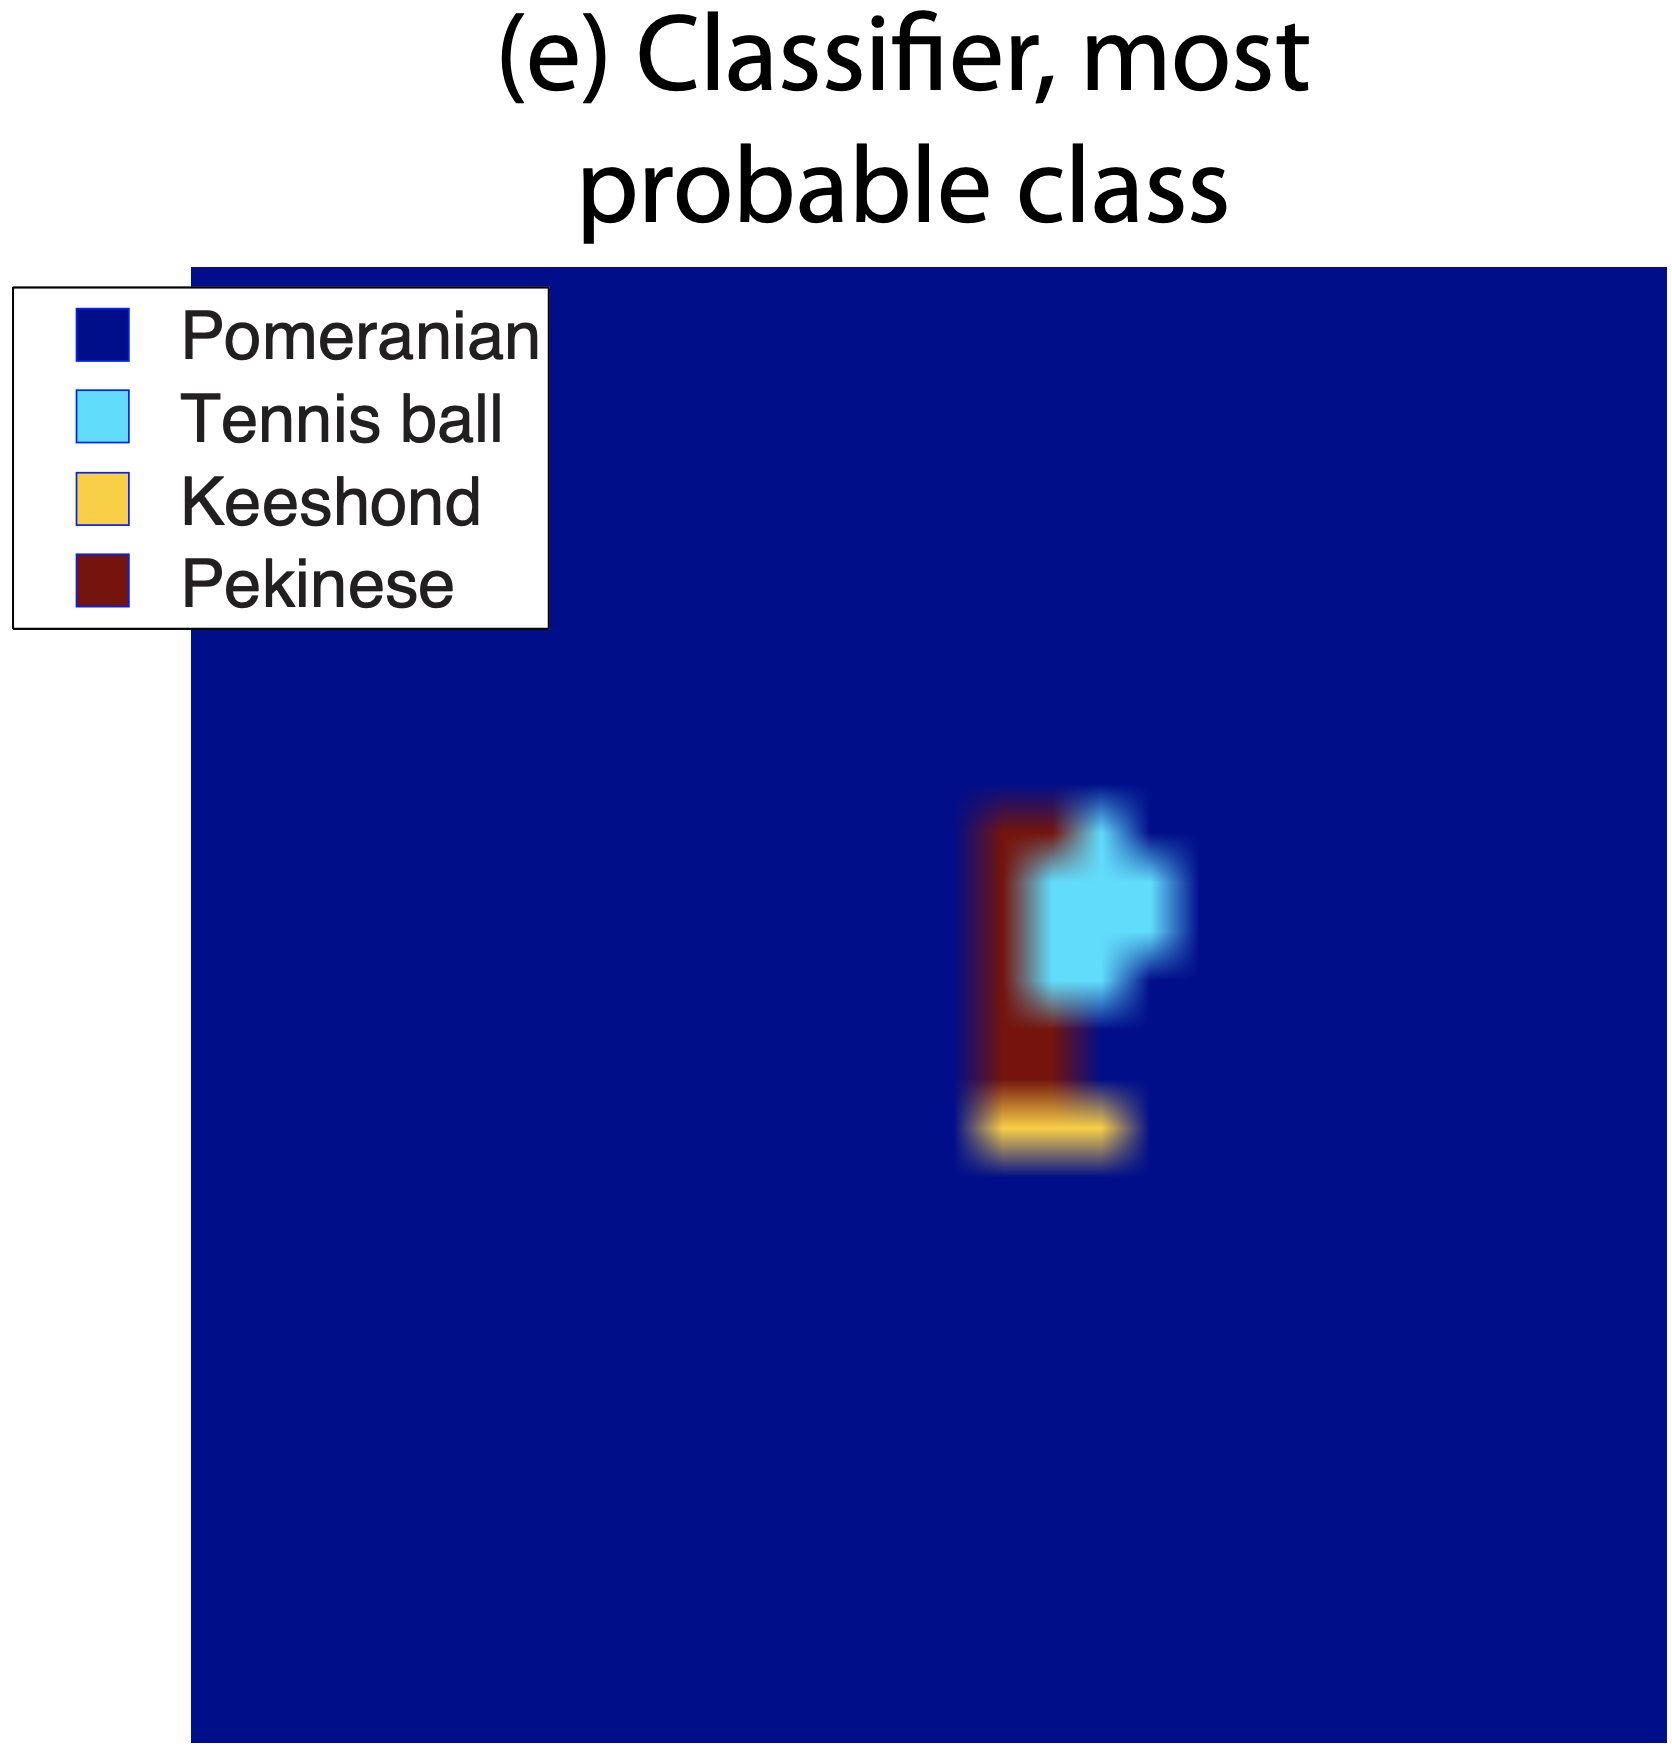 (e) Classifier, most
probable class
Pomeranian
Tennis ball
Keeshond
Pekinese